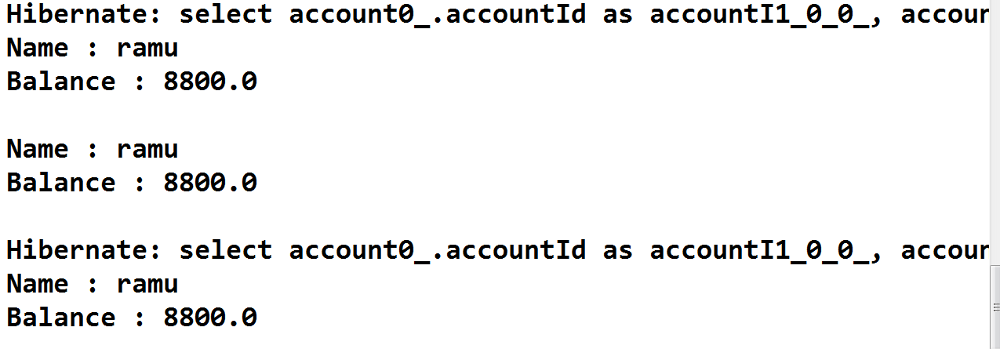 Hibernate: select account0_.accountId as accountI1_0_0_, accour
Name : ramu
Balance : 8800.0
Name : ramu
Balance : 8800.0
Hibernate: select account0_.accountId as accountI1_0_0_, accour
Name : ramu
Balance : 8800.0